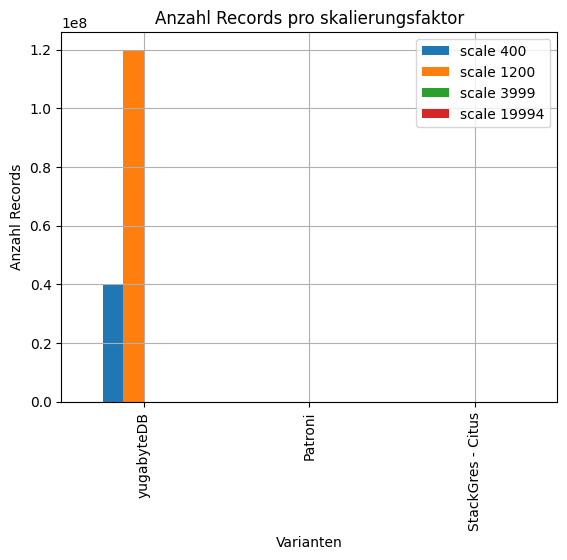 Anzahl Records pro skalierungsfaktor
1e8
scale 400
scale 1200
scale 3999
scale 19994
1.2
1.0
0.8
0.6
0.4
0.2
0.0
Anzahl Records
yugabyteDB
Patroni
StackGres - Citus
Varianten